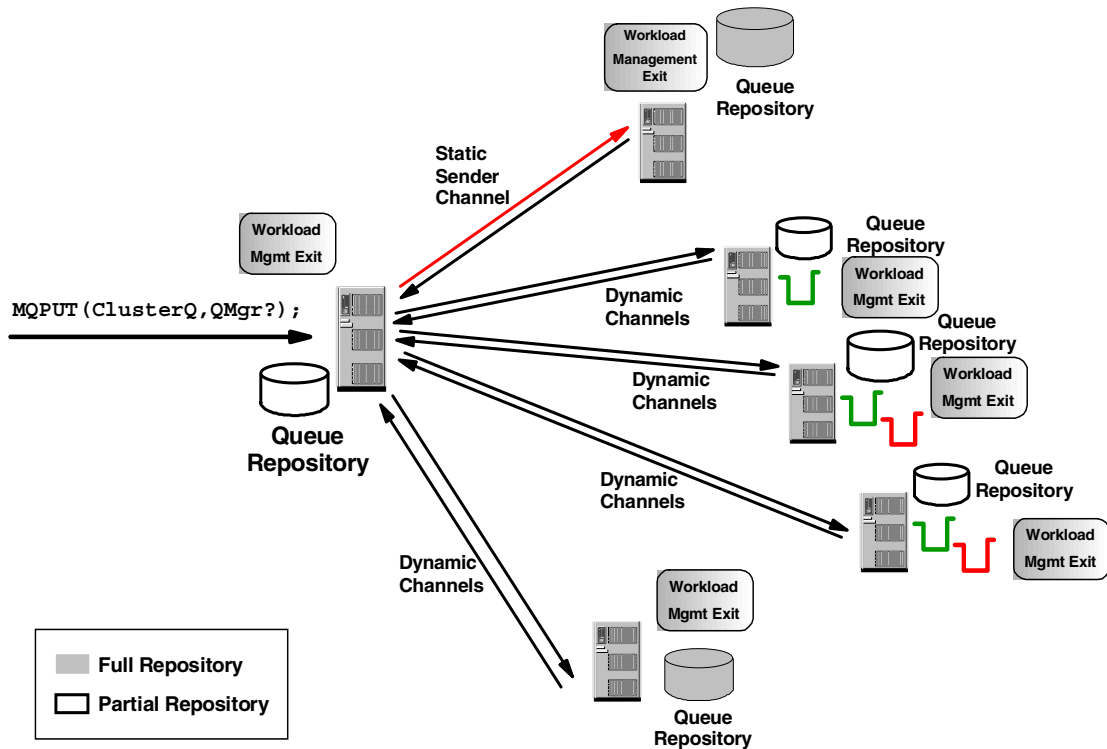 Workload
Management
Exit
Queue
Repository
Static
Sender
Channel
Workload
Mgmt Exit
Queue
Repository
Workload
Mgmt Exit
Dynamic
Channels
MQPUT(ClusterQ,QMgr?);
Queue
Repository
Workload
Mgmt Exit
Dynamic
Channels
Queue
Repository
Queue
Repository
Workload
Mgmt Exit
Dynamic
Channels
Dynamic
Channels
Workload
Mgmt Exit
Queue
Repository
Full Repository
Partial Repository